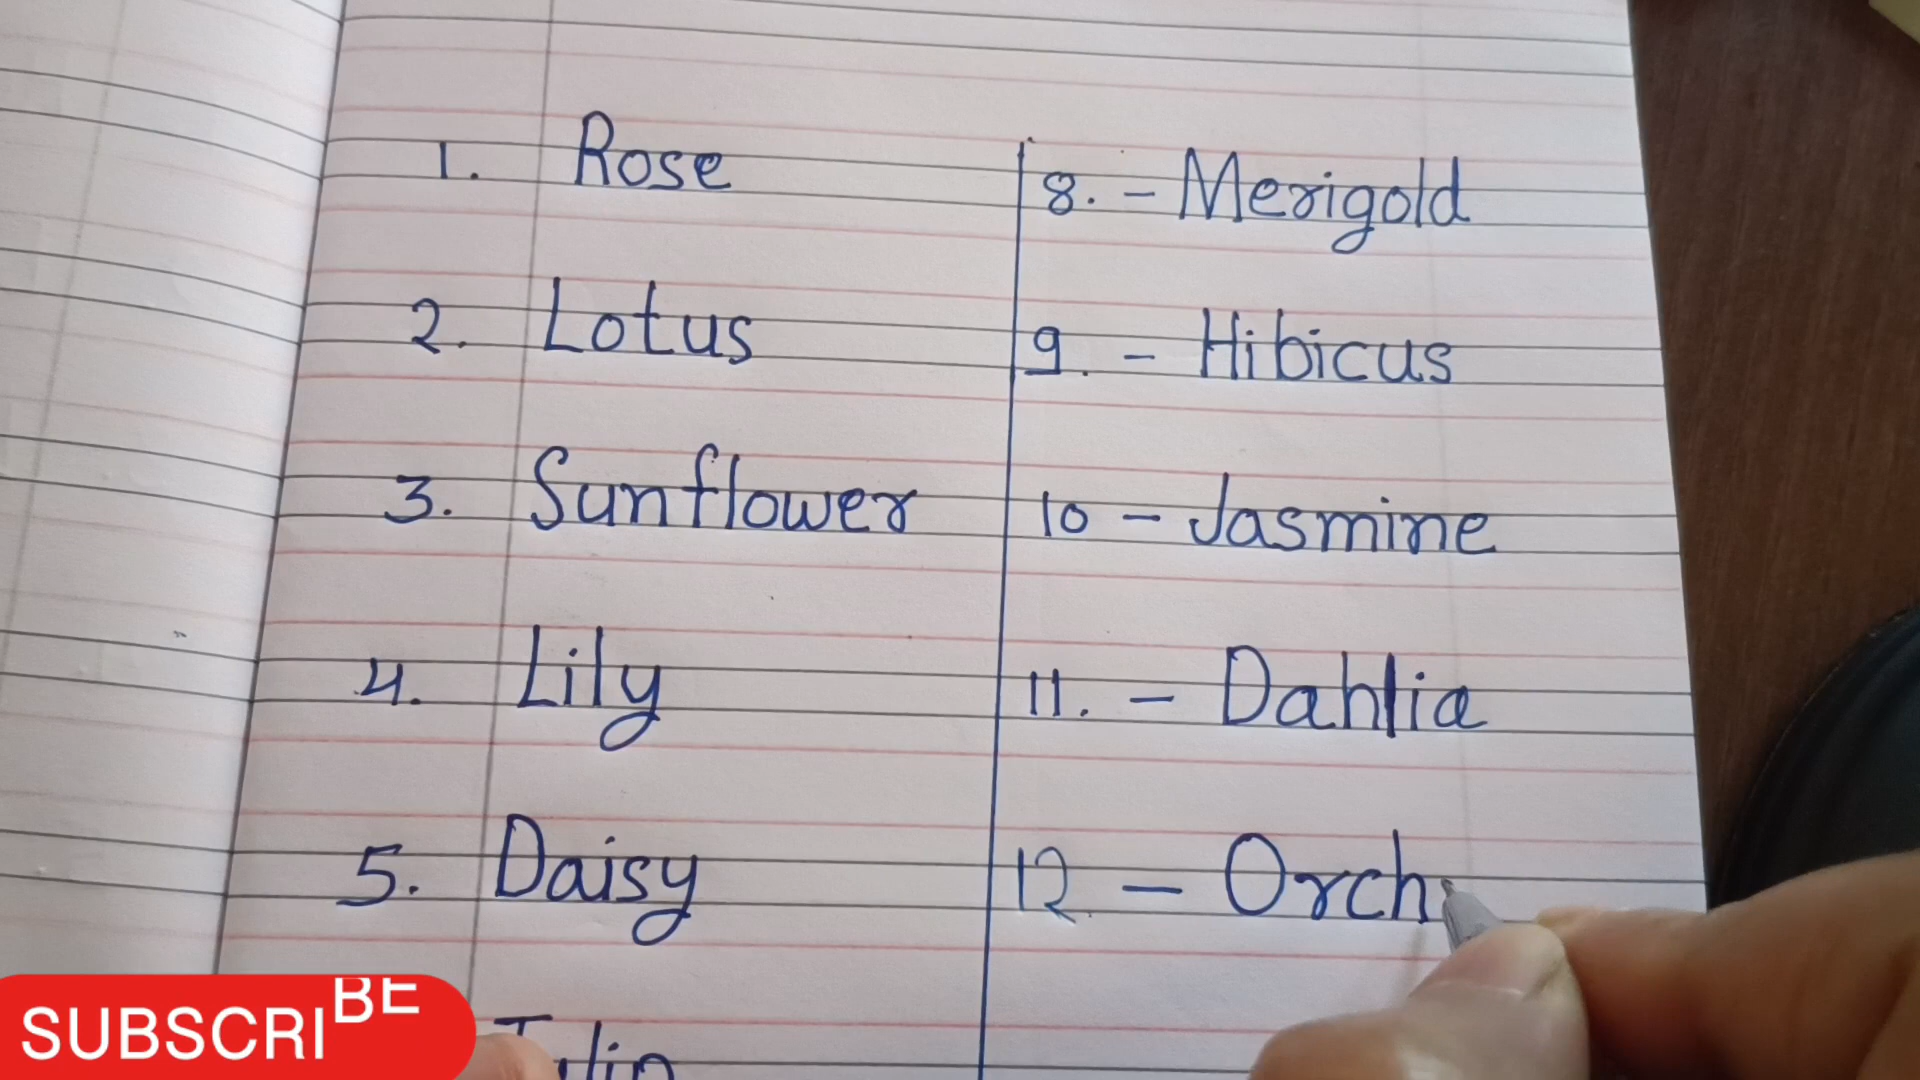 1. Rose
2. Lotus
3. Sunflower
4. Lily
5. Daisy
8. - Merigold
9. - Hibicus
10 - Jasmine
11. - Dahlia
12 - Orch
SUBSCRIBE